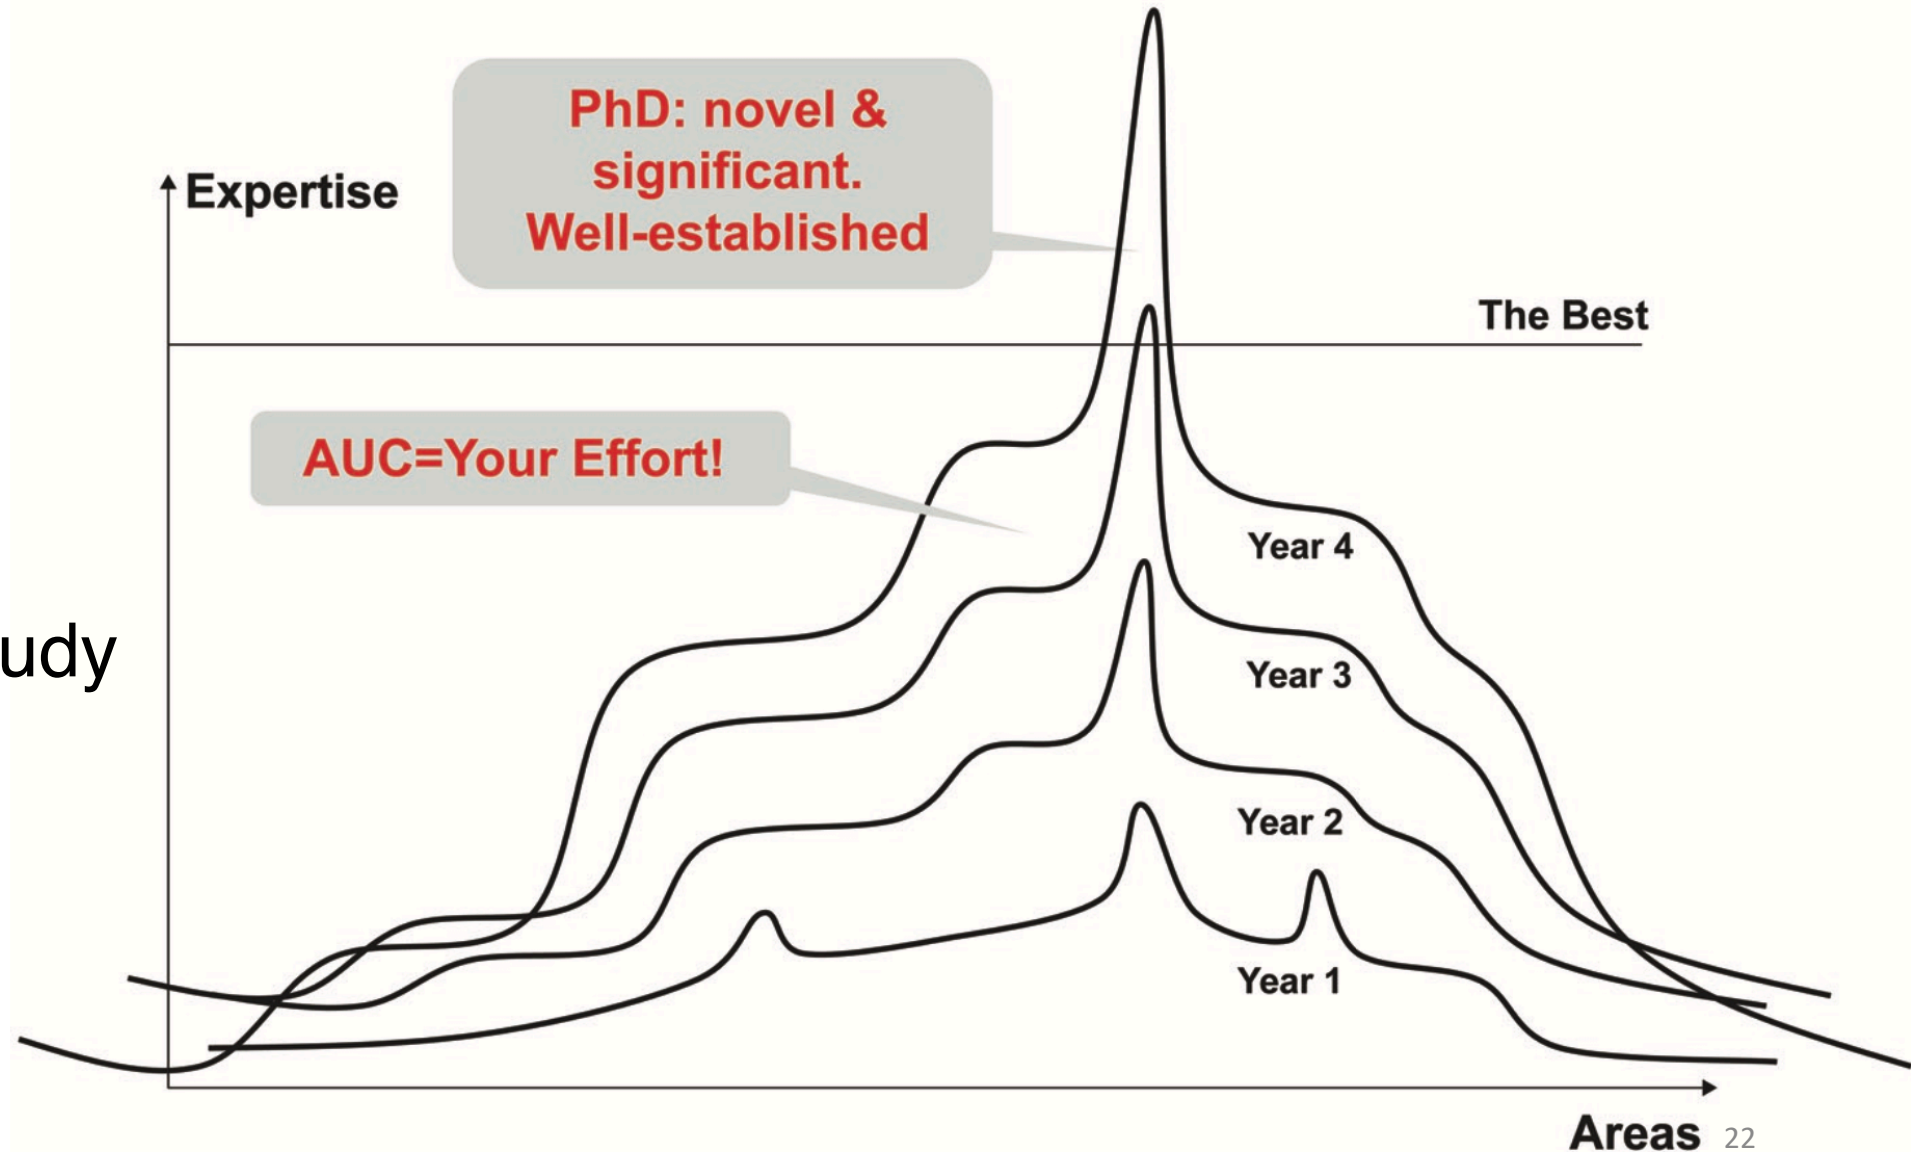 PhD: novel &
significant.
Well-established
Expertise
The Best
AUC=Your Effort!
Year 4
udy
Year 3
Year 2
Year 1
Areas
22